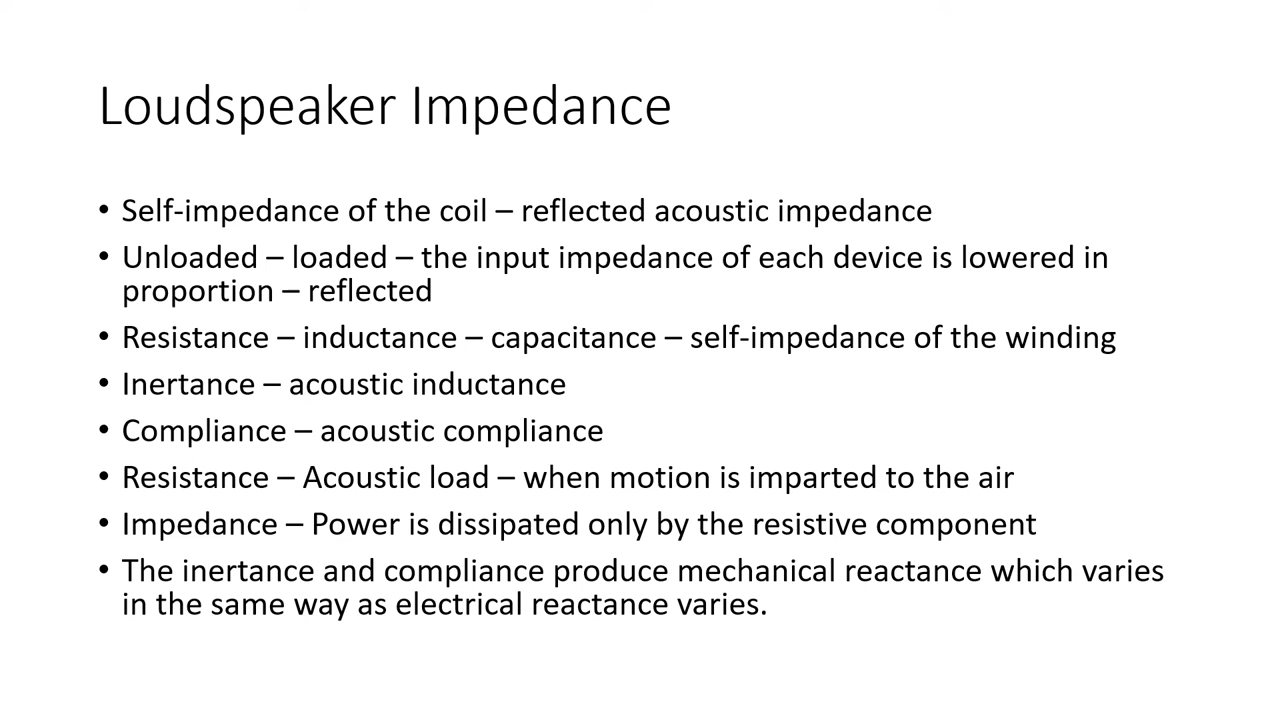 Loudspeaker Impedance
• Self-impedance of the coil – reflected acoustic impedance
• Unloaded – loaded – the input impedance of each device is lowered in
proportion – reflected
• Resistance – inductance – capacitance – self-impedance of the winding
• Inertance – acoustic inductance
• Compliance – acoustic compliance
• Resistance – Acoustic load – when motion is imparted to the air
• Impedance – Power is dissipated only by the resistive component
• The inertance and compliance produce mechanical reactance which varies
in the same way as electrical reactance varies.